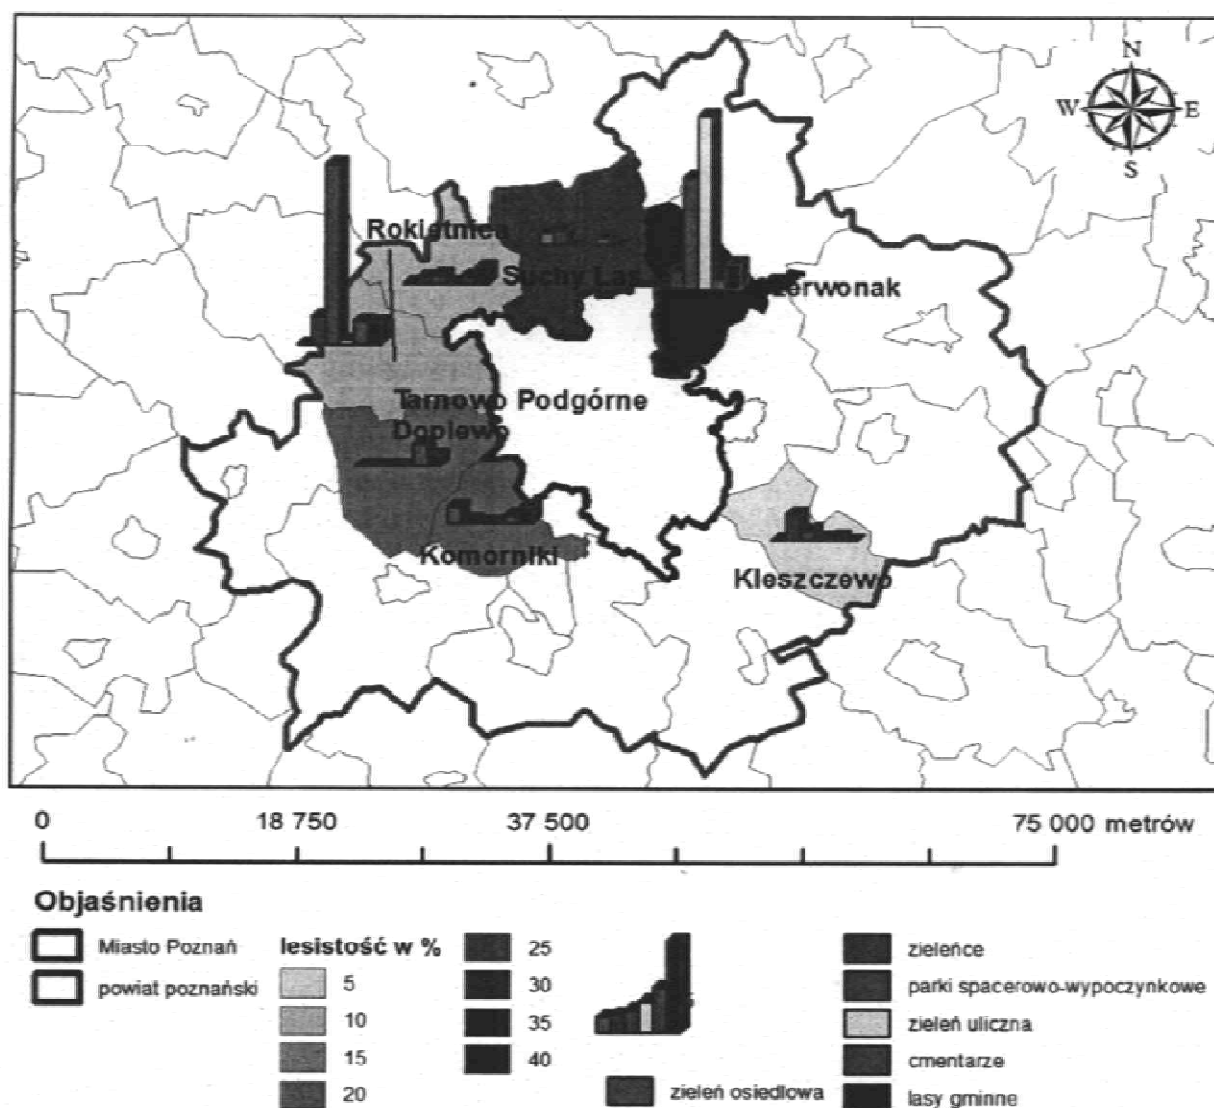 N
W E
S
Rokietnica
Suchy Las
Czerwonak
Tarnowo Podgórne
Dopiewo
Komorniki
Kleszczewo
0 18 750 37 500 75 000 metrów
Objaśnienia
Miasto Poznań
powiat poznański
lesistość w %
5
10
15
20
25
30
35
40
zieleń osiedlowa
zieleńce
parki spacerowo-wypoczynkowe
zieleń uliczna
cmentarze
lasy gminne